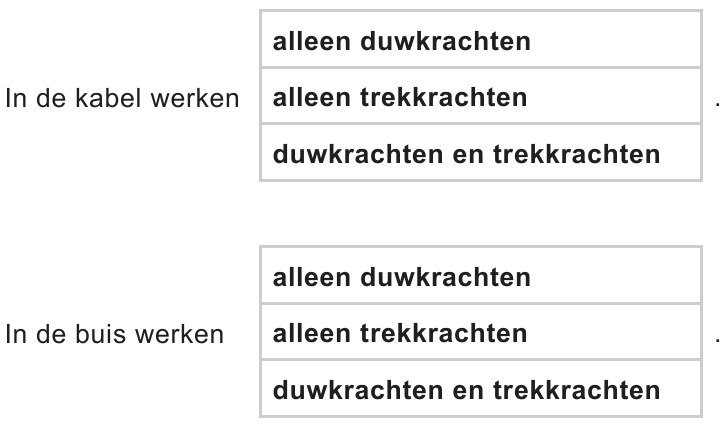 alleen duwkrachten
In de kabel werken alleen trekkrachten .
duwkrachten en trekkrachten
alleen duwkrachten
In de buis werken alleen trekkrachten .
duwkrachten en trekkrachten